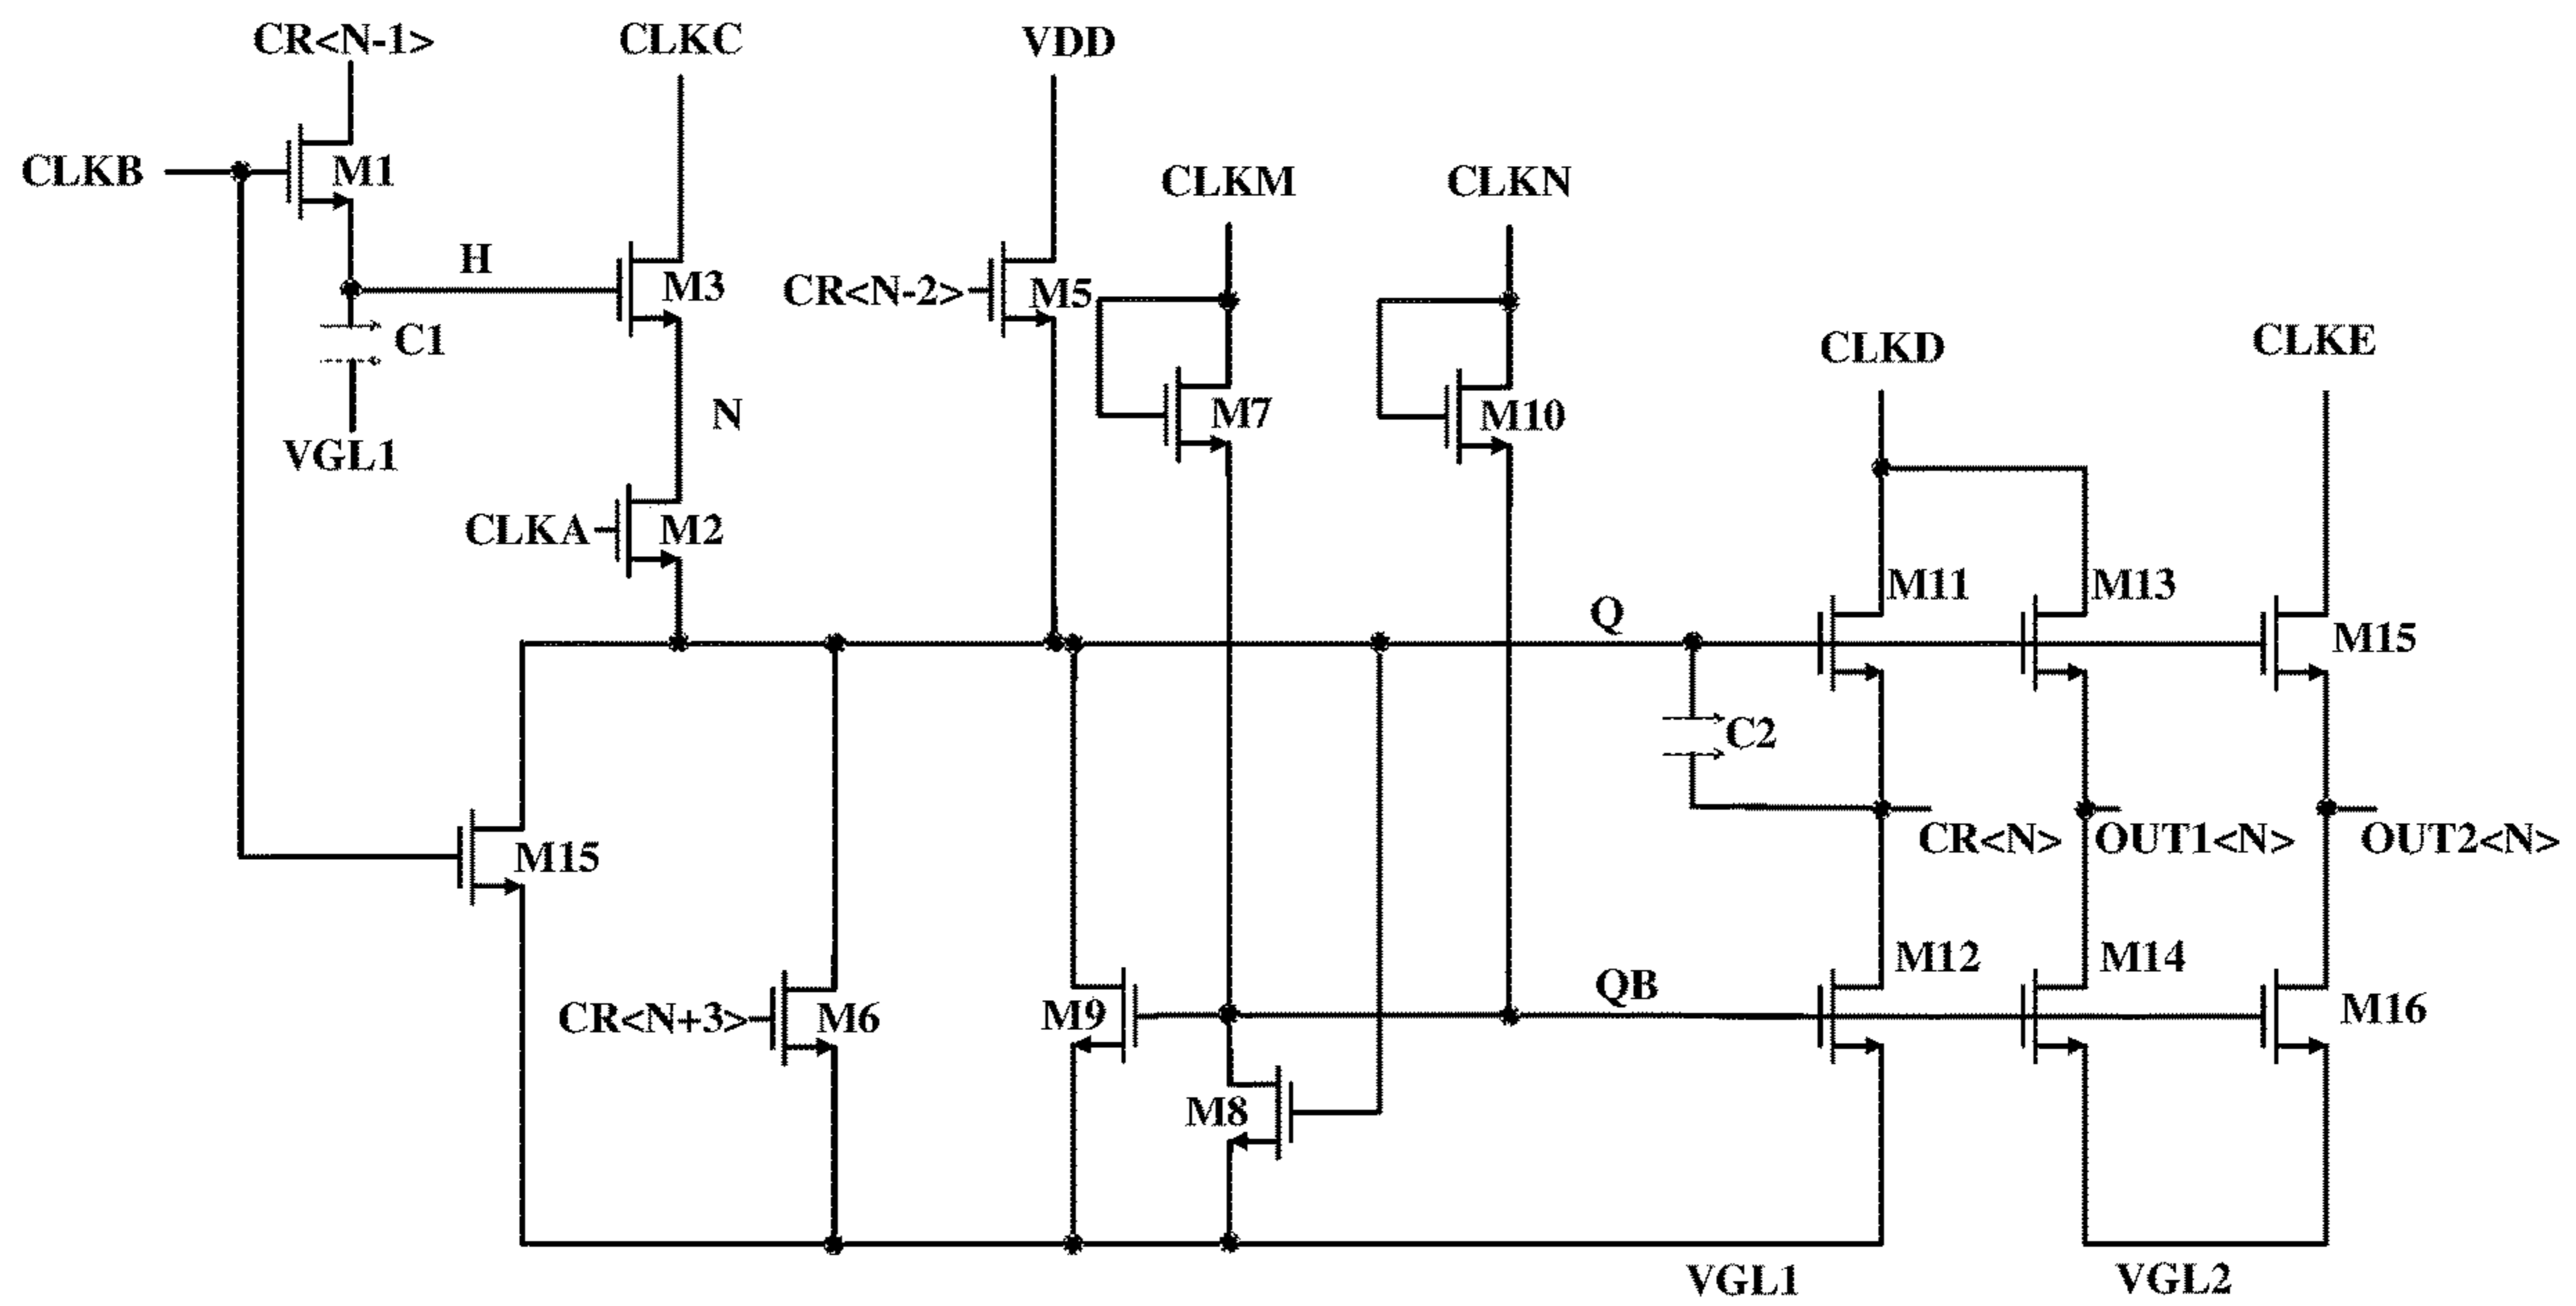 CR<N-1>
CLKC
VDD
CLKB
M1
CLKM
CLKN
H
M3
CR<N-2>
M5
C1
CLKD
CLKE
N
M7
M10
VGL1
CLKA
M2
M11
M13
Q
M15
C2
CR<N>
OUT1<N>
OUT2<N>
M15
M12
M14
QB
CR<N+3>
M6
M9
M16
M8
VGL1
VGL2